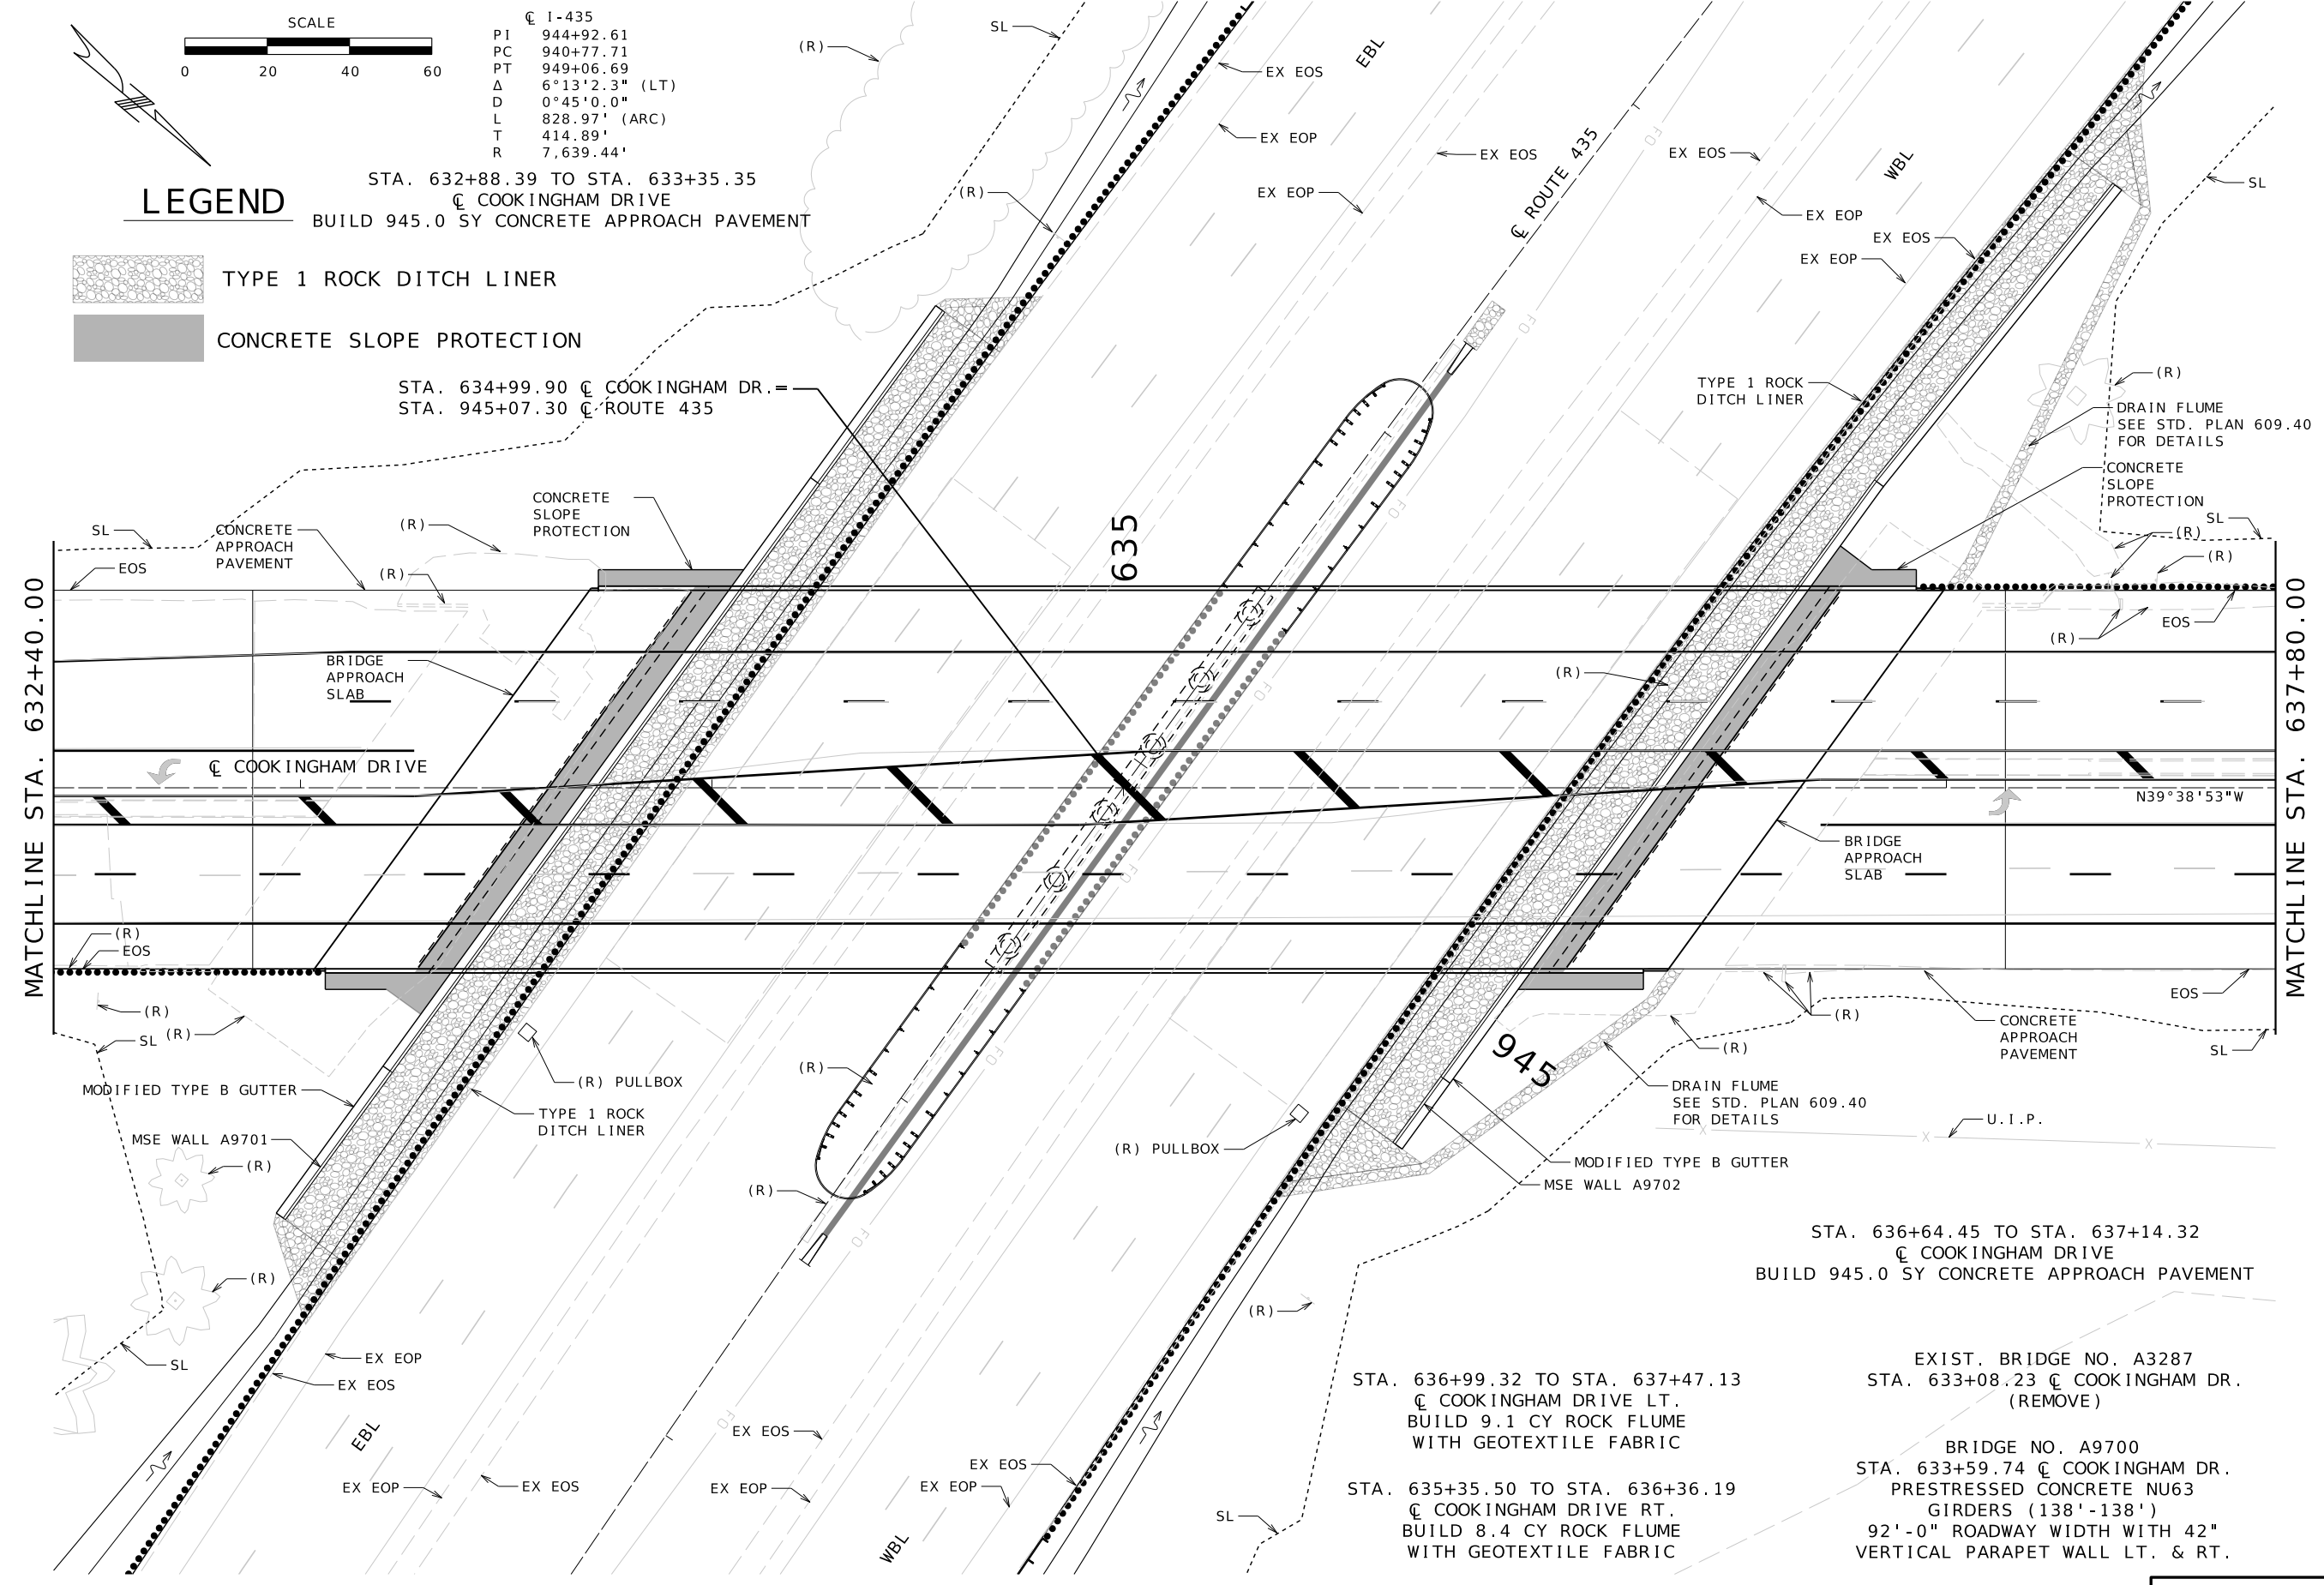 SCALE
0 20 40 60
℄ I-435
PI 944+92.61
PC 940+77.71
PT 949+06.69
Δ 6°13'2.3" (LT)
D 0°45'0.0"
L 828.97' (ARC)
T 414.89'
R 7,639.44'
LEGEND
STA. 632+88.39 TO STA. 633+35.35
℄ COOKINGHAM DRIVE
BUILD 945.0 SY CONCRETE APPROACH PAVEMENT
TYPE 1 ROCK DITCH LINER
CONCRETE SLOPE PROTECTION
STA. 634+99.90 ℄ COOKINGHAM DR.=
STA. 945+07.30 ℄ ROUTE 435
(R)
SL
(R)
EX EOS
EX EOP
EBL
EX EOS
EX EOP
℄ ROUTE 435
FO
EX EOS
WBL
EX EOP
EX EOS
EX EOP
SL
FO
TYPE 1 ROCK
DITCH LINER
(R)
DRAIN FLUME
SEE STD. PLAN 609.40
FOR DETAILS
CONCRETE
SLOPE
PROTECTION
SL
(R)
(R)
EOS
(R)
SL
EOS
CONCRETE
APPROACH
PAVEMENT
(R)
(R)
CONCRETE
SLOPE
PROTECTION
635
FO
MATCHLINE STA. 632+40.00
MATCHLINE STA. 637+80.00
BRIDGE
APPROACH
SLAB
(R)
FO
℄ COOKINGHAM DRIVE
N39°38'53"W
BRIDGE
APPROACH
SLAB
FO
(R)
EOS
(R)
SL
(R)
EOS
(R)
CONCRETE
APPROACH
PAVEMENT
SL
(R)
945
FO
MODIFIED TYPE B GUTTER
(R) PULLBOX
TYPE 1 ROCK
DITCH LINER
(R)
DRAIN FLUME
SEE STD. PLAN 609.40
FOR DETAILS
U.I.P.
X X X
MSE WALL A9701
(R)
(R) PULLBOX
MODIFIED TYPE B GUTTER
MSE WALL A9702
(R)
FO
STA. 636+64.45 TO STA. 637+14.32
℄ COOKINGHAM DRIVE
BUILD 945.0 SY CONCRETE APPROACH PAVEMENT
(R)
(R)
SL
EX EOP
EX EOS
EBL
FO
EX EOS
EX EOS
EX EOP
EX EOS
EX EOP
EX EOP
WBL
SL
STA. 636+99.32 TO STA. 637+47.13
℄ COOKINGHAM DRIVE LT.
BUILD 9.1 CY ROCK FLUME
WITH GEOTEXTILE FABRIC
STA. 635+35.50 TO STA. 636+36.19
℄ COOKINGHAM DRIVE RT.
BUILD 8.4 CY ROCK FLUME
WITH GEOTEXTILE FABRIC
EXIST. BRIDGE NO. A3287
STA. 633+08.23 ℄ COOKINGHAM DR.
(REMOVE)
BRIDGE NO. A9700
STA. 633+59.74 ℄ COOKINGHAM DR.
PRESTRESSED CONCRETE NU63
GIRDERS (138'-138')
92'-0" ROADWAY WIDTH WITH 42"
VERTICAL PARAPET WALL LT. & RT.